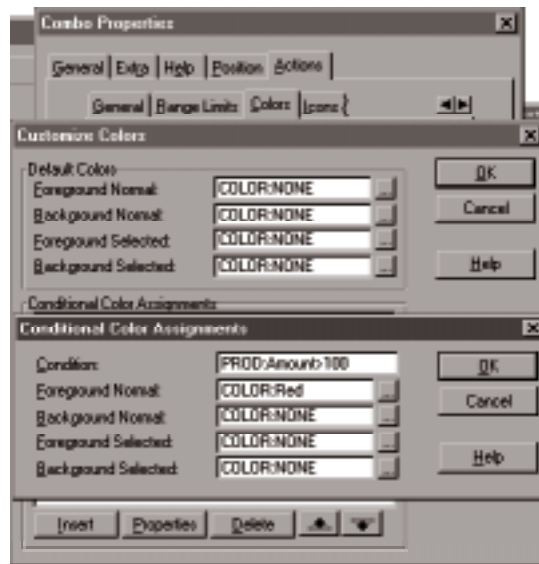 Combo Properties
General Extra Help Position Actions
General Range Limits Colors Icons
Customize Colors
Default Colors
Foreground Normal: COLOR:NONE ...
Background Normal: COLOR:NONE ...
Foreground Selected: COLOR:NONE ...
Background Selected: COLOR:NONE ...
OK
Cancel
Help
Conditional Color Assignments
Conditional Color Assignments
Condition: PROD:Amount>100
Foreground Normal: COLOR:Red ...
Background Normal: COLOR:NONE ...
Foreground Selected: COLOR:NONE ...
Background Selected: COLOR:NONE ...
OK
Cancel
Help
Insert Properties Delete